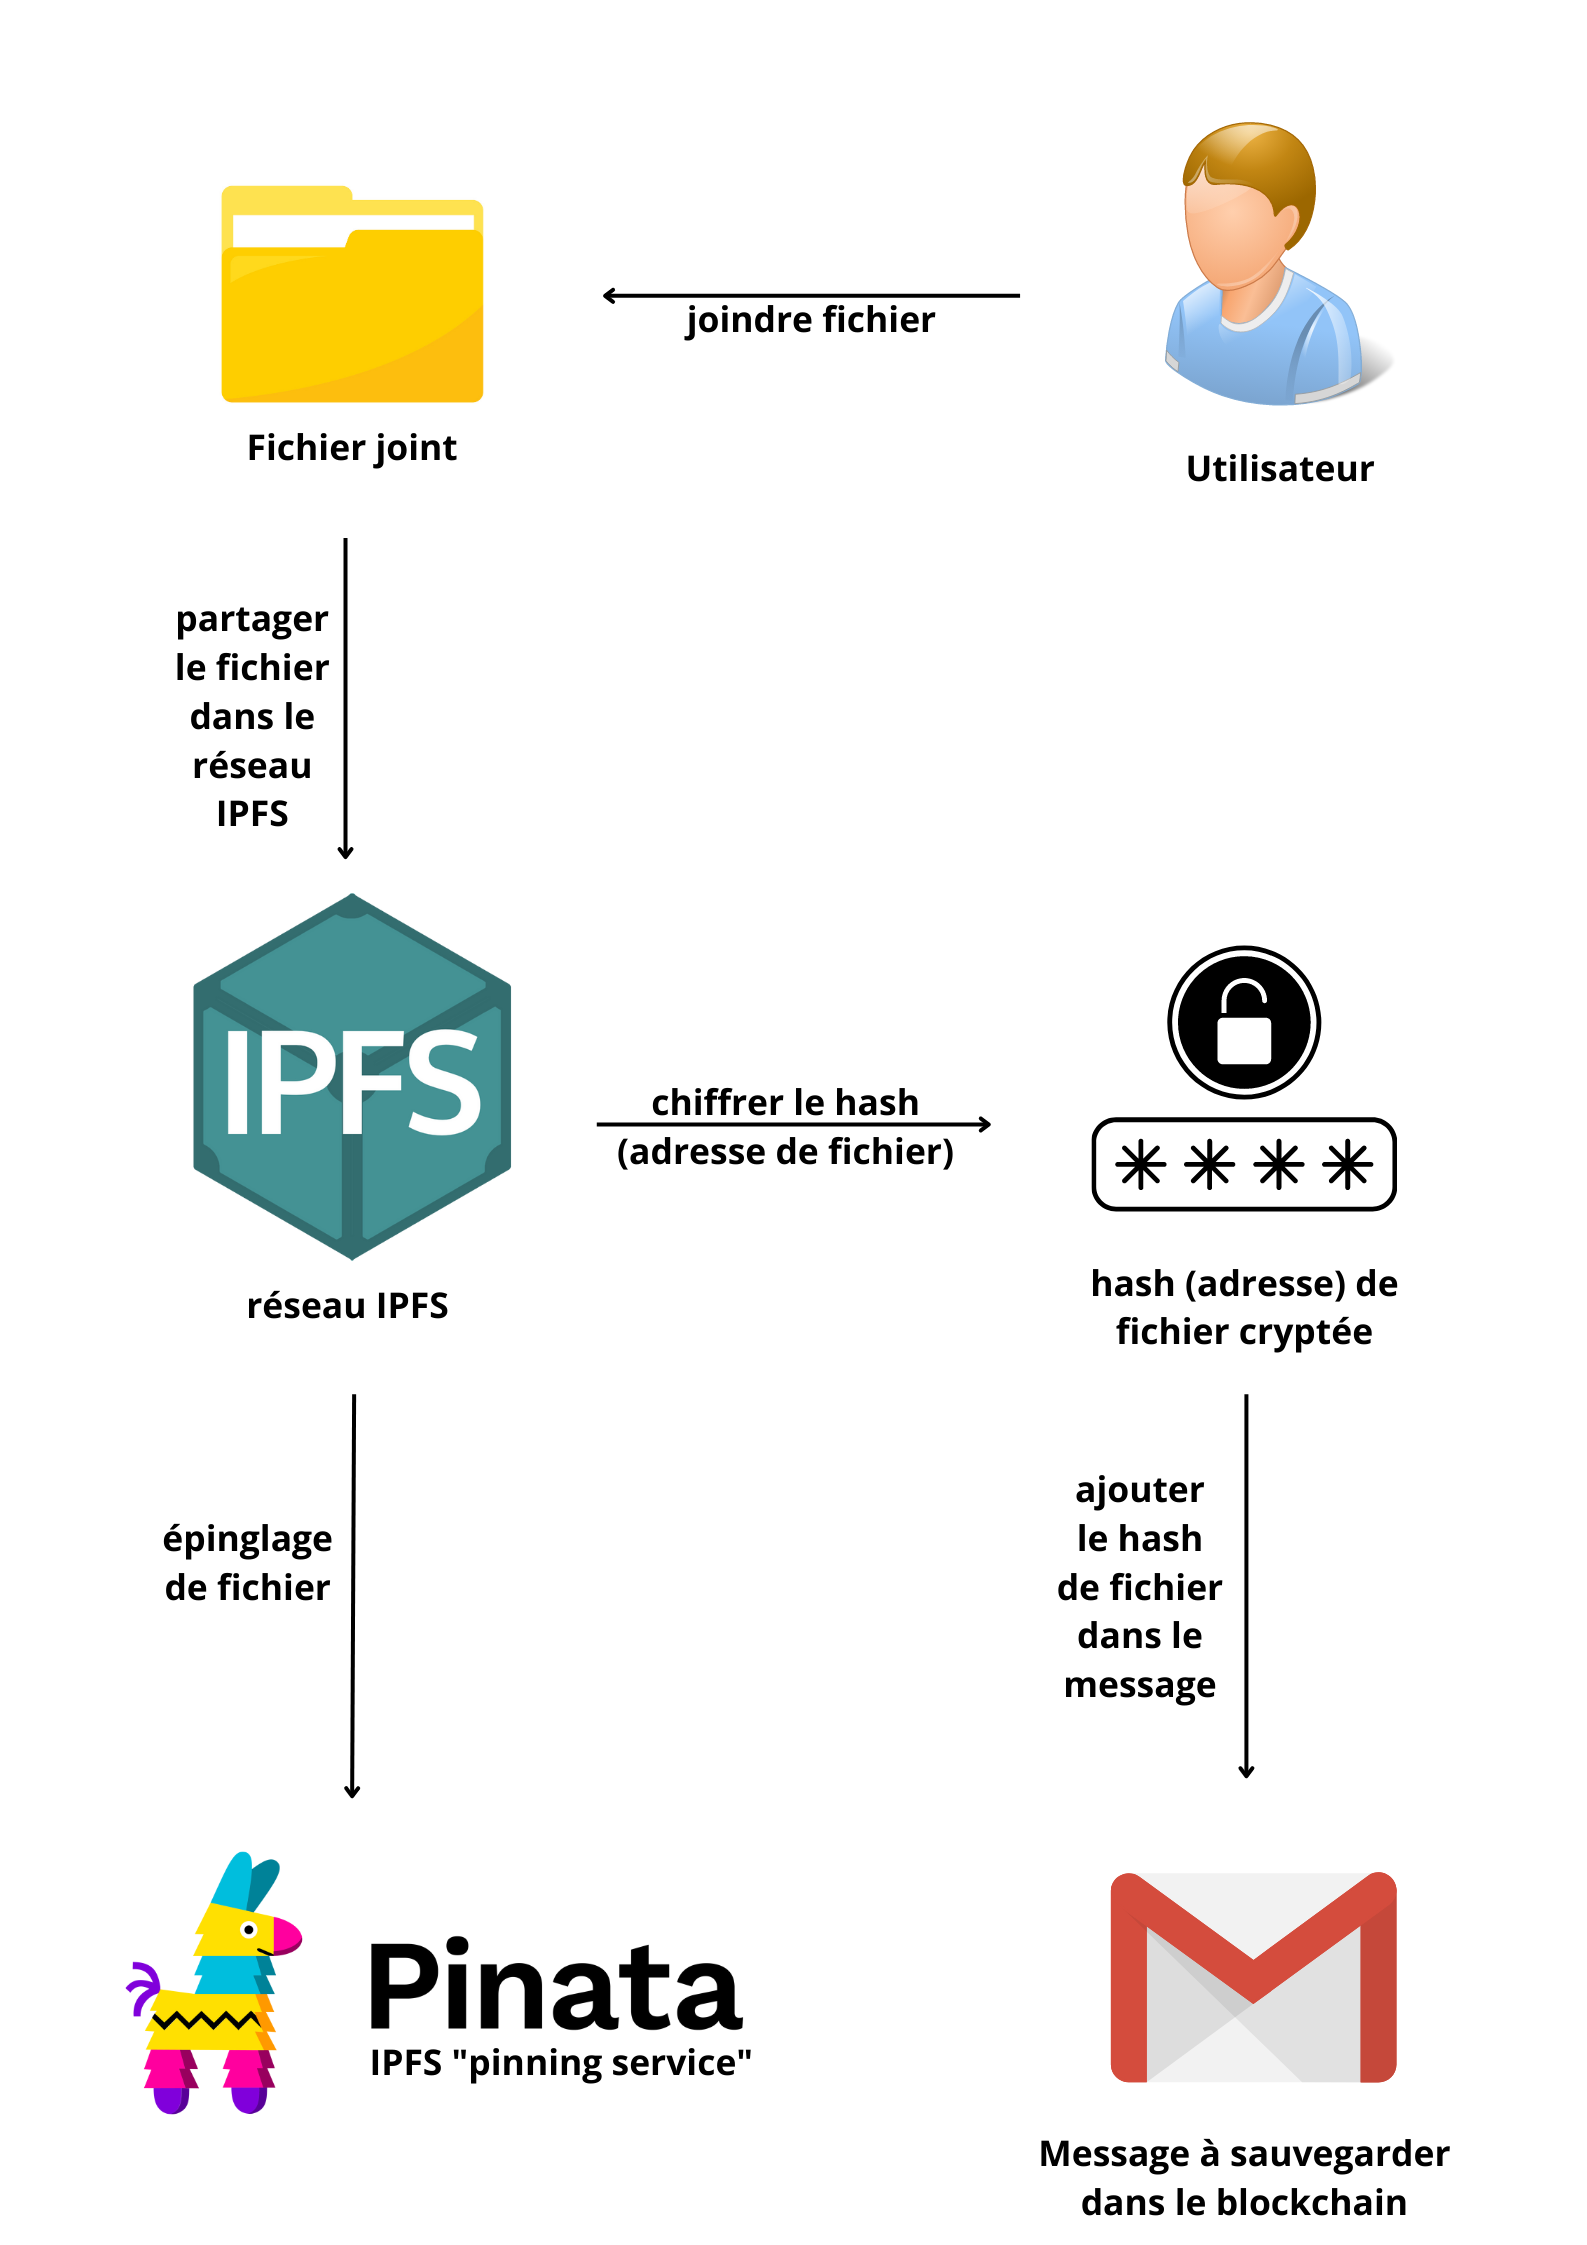 joindre fichier
Fichier joint
Utilisateur
partager
le fichier
dans le
réseau
IPFS
IPFS
chiffrer le hash
(adresse de fichier)
réseau IPFS
hash (adresse) de
fichier cryptée
épinglage
de fichier
ajouter
le hash
de fichier
dans le
message
Pinata
IPFS "pinning service"
Message à sauvegarder
dans le blockchain